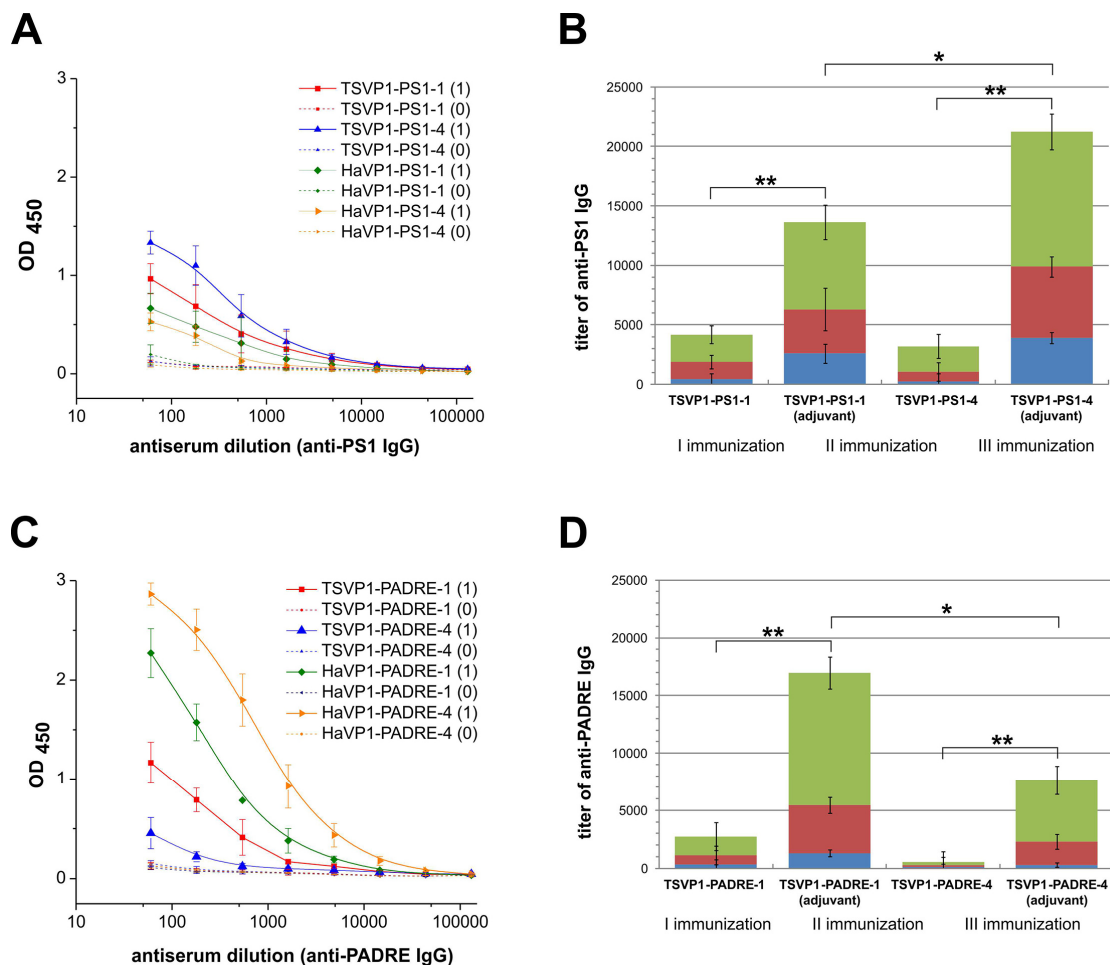 A
3
2
1
0
OD 450
10
100
1000
10000
100000
antiserum dilution (anti-PS1 IgG)
TSVP1-PS1-1 (1)
TSVP1-PS1-1 (0)
TSVP1-PS1-4 (1)
TSVP1-PS1-4 (0)
HaVP1-PS1-1 (1)
HaVP1-PS1-1 (0)
HaVP1-PS1-4 (1)
HaVP1-PS1-4 (0)
B
titer of anti-PS1 IgG
25000
20000
15000
10000
5000
0
**
*
**
TSVP1-PS1-1
TSVP1-PS1-1
(adjuvant)
TSVP1-PS1-4
TSVP1-PS1-4
(adjuvant)
I immunization
II immunization
III immunization
C
3
2
1
0
OD 450
10
100
1000
10000
100000
antiserum dilution (anti-PADRE IgG)
TSVP1-PADRE-1 (1)
TSVP1-PADRE-1 (0)
TSVP1-PADRE-4 (1)
TSVP1-PADRE-4 (0)
HaVP1-PADRE-1 (1)
HaVP1-PADRE-1 (0)
HaVP1-PADRE-4 (1)
HaVP1-PADRE-4 (0)
D
titer of anti-PADRE IgG
25000
20000
15000
10000
5000
0
**
*
**
TSVP1-PADRE-1
TSVP1-PADRE-1
(adjuvant)
TSVP1-PADRE-4
TSVP1-PADRE-4
(adjuvant)
I immunization
II immunization
III immunization